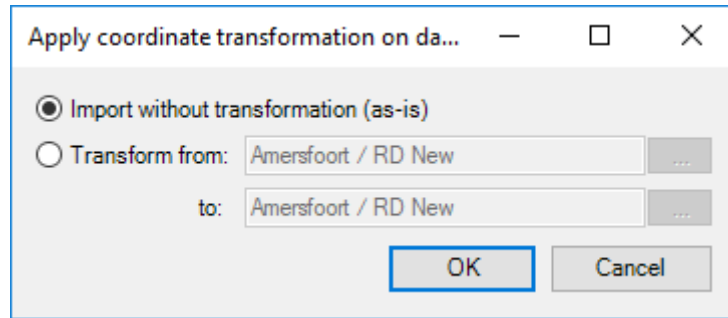 Apply coordinate transformation on da...
Import without transformation (as-is)
Transform from: Amersfoort / RD New ...
to: Amersfoort / RD New ...
OK Cancel